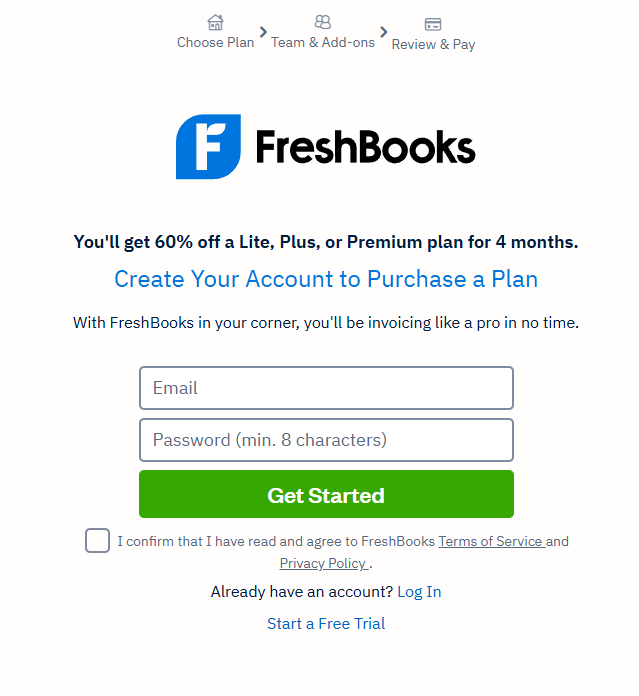 Choose Plan
Team & Add-ons
Review & Pay
FreshBooks
You'll get 60% off a Lite, Plus, or Premium plan for 4 months.
Create Your Account to Purchase a Plan
With FreshBooks in your corner, you'll be invoicing like a pro in no time.
Email
Password (min. 8 characters)
Get Started
I confirm that I have read and agree to FreshBooks Terms of Service and
Privacy Policy .
Already have an account? Log In
Start a Free Trial